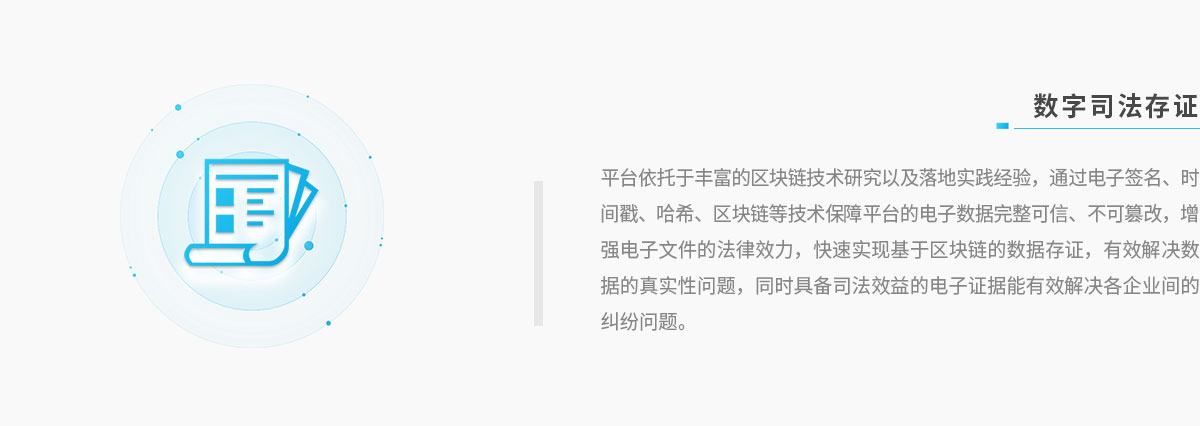 数字司法存证
平台依托于丰富的区块链技术研究以及落地实践经验，通过电子签名、时
间戳、哈希、区块链等技术保障平台的电子数据完整可信、不可篡改，增
强电子文件的法律效力，快速实现基于区块链的数据存证，有效解决数
据的真实性问题，同时具备司法效益的电子证据能有效解决各企业间的
纠纷问题。